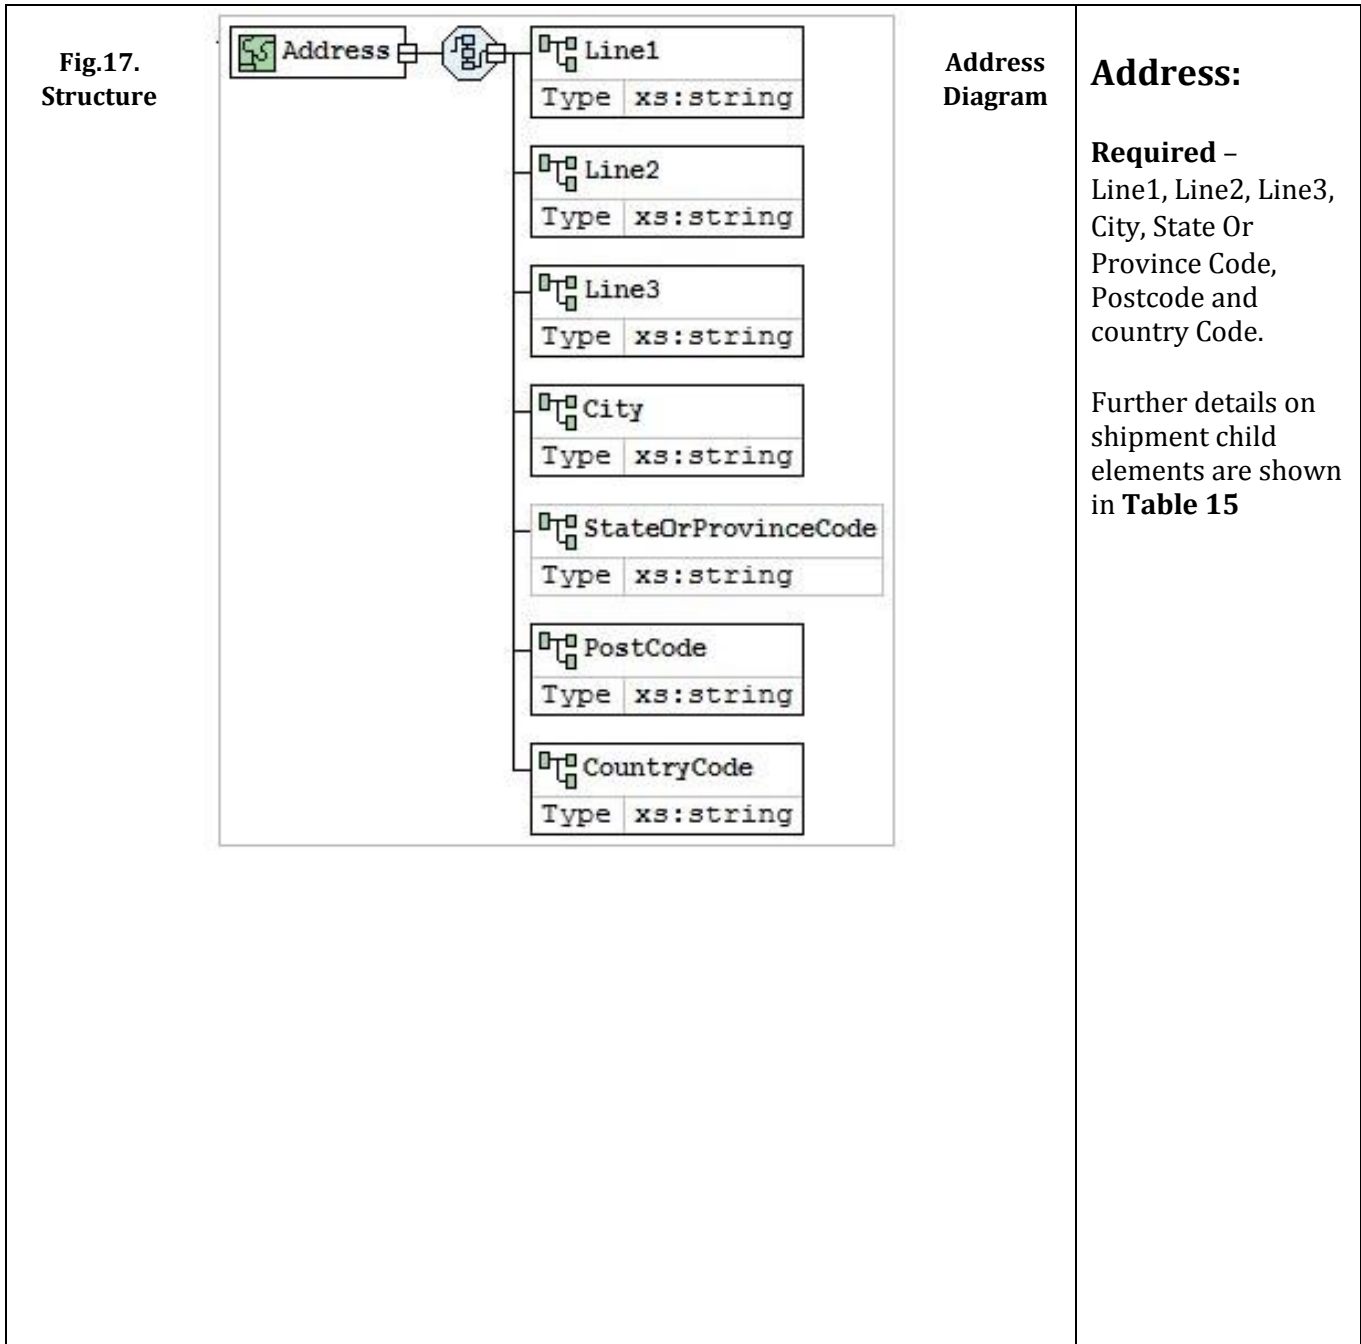 Fig.17.
Structure
Address
Line1
Type xs:string
Line2
Type xs:string
Line3
Type xs:string
City
Type xs:string
StateOrProvinceCode
Type xs:string
PostCode
Type xs:string
CountryCode
Type xs:string
Address
Diagram
Address:
Required –
Line1, Line2, Line3,
City, State Or
Province Code,
Postcode and
country Code.
Further details on
shipment child
elements are shown
in Table 15